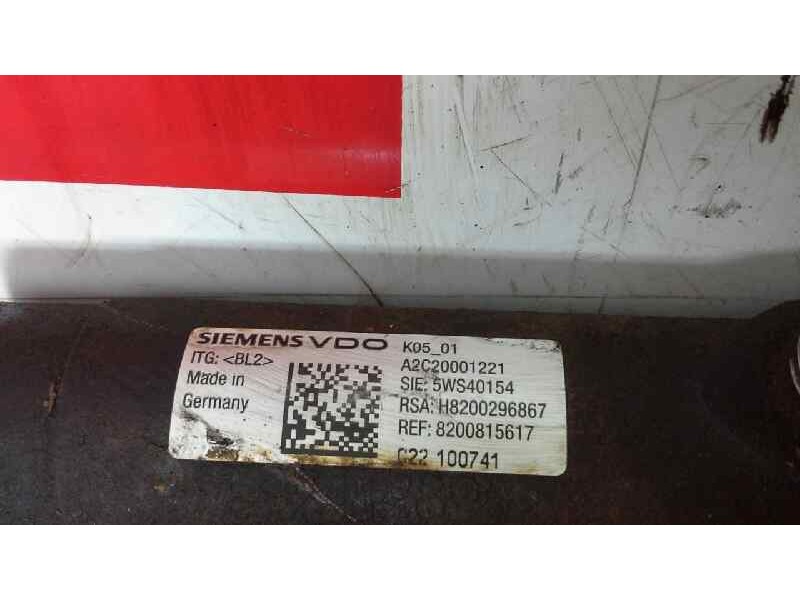 SIEMENS VDO
K05_01
ITG: <BL2>
A2C20001221
Made in
Germany
SIE: 5WS40154
RSA: H8200296867
REF: 8200815617
C22 100741